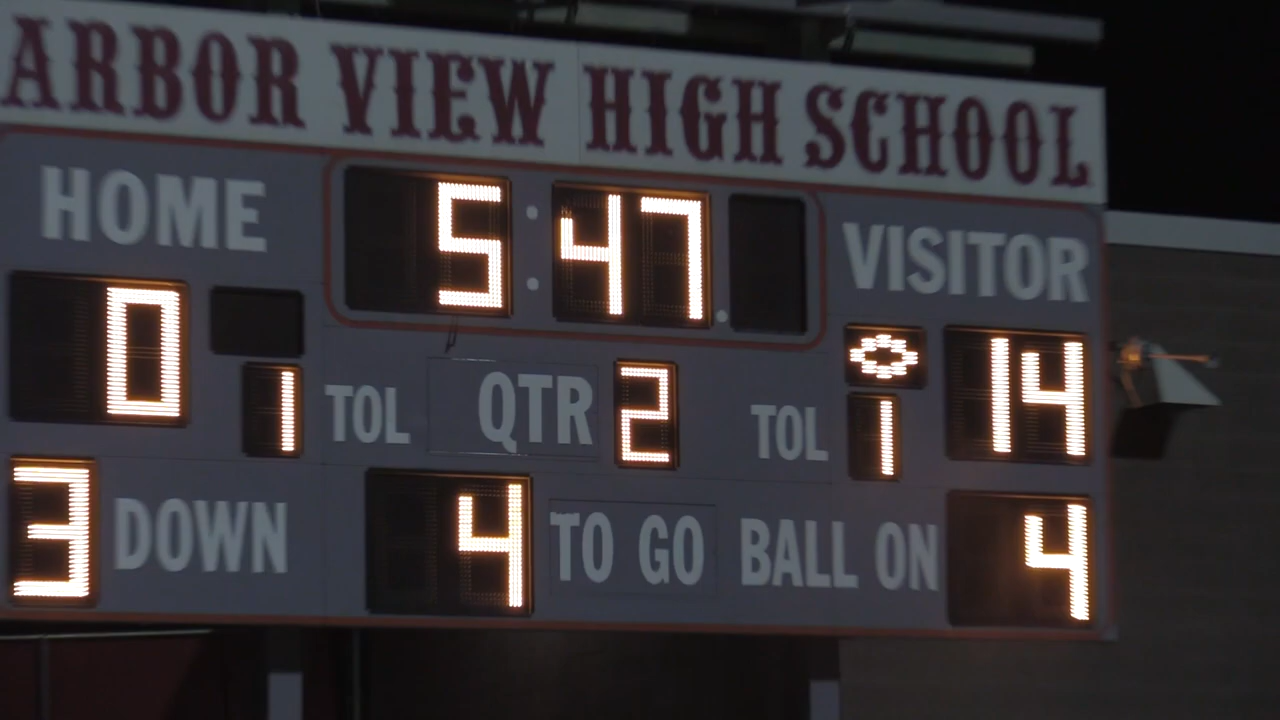 ARBOR VIEW HIGH SCHOOL
HOME 5:47 VISITOR
0 1 TOL QTR 2 TOL 1 14
3 DOWN 4 TO GO BALL ON 4